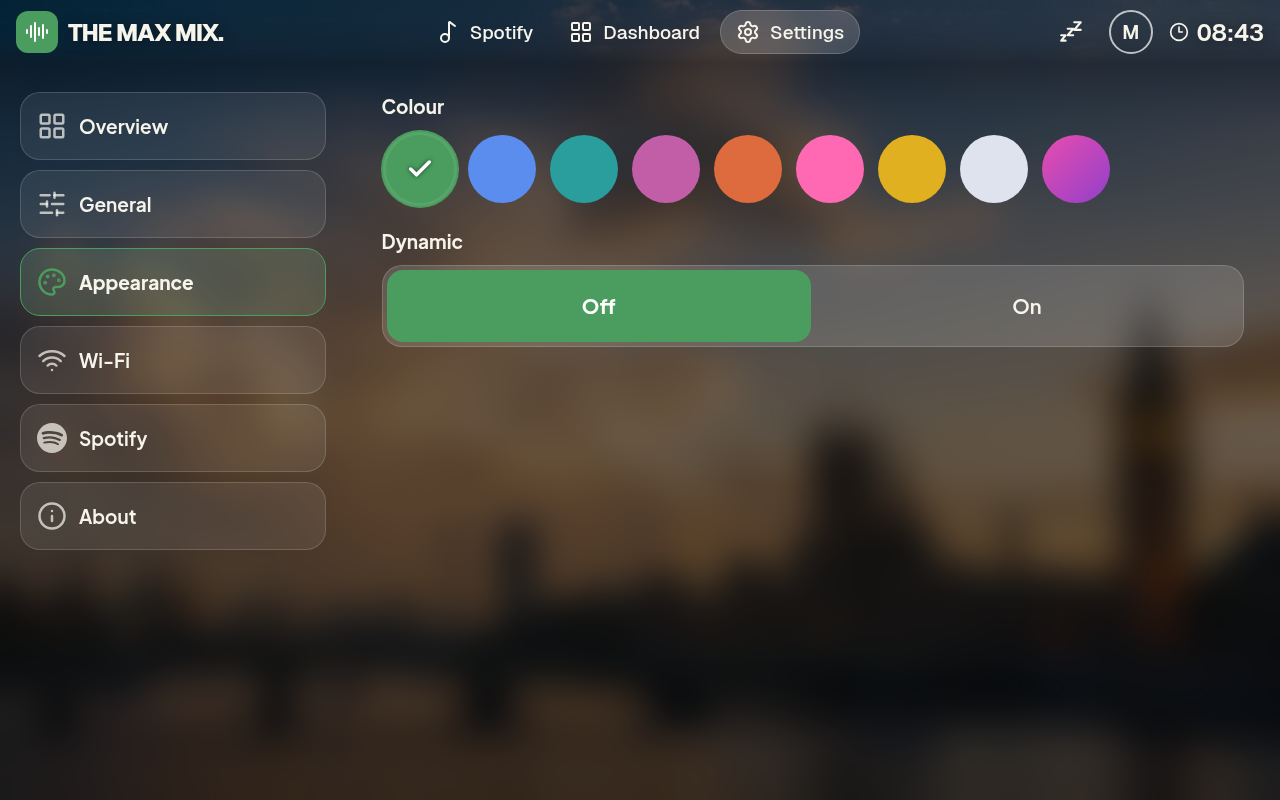 THE MAX MIX.
Spotify
Dashboard
Settings
zzz
M
08:43
Overview
General
Appearance
Wi-Fi
Spotify
About
Colour
Dynamic
Off
On